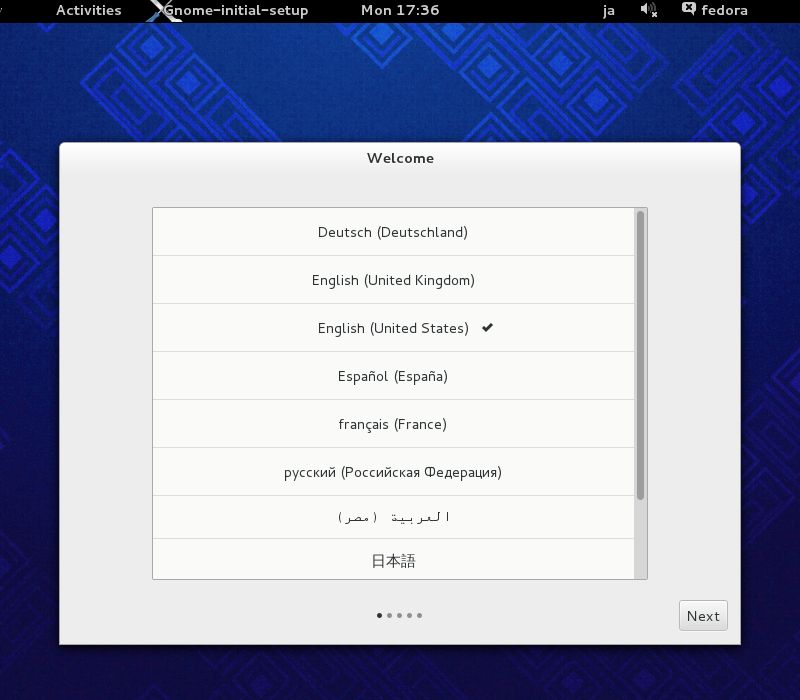 Activities Gnome-initial-setup Mon 17:36 ja fedora
Welcome
Deutsch (Deutschland)
English (United Kingdom)
English (United States)
Español (España)
français (France)
русский (Российская Федерация)
العربية (مصر)
日本語
Next